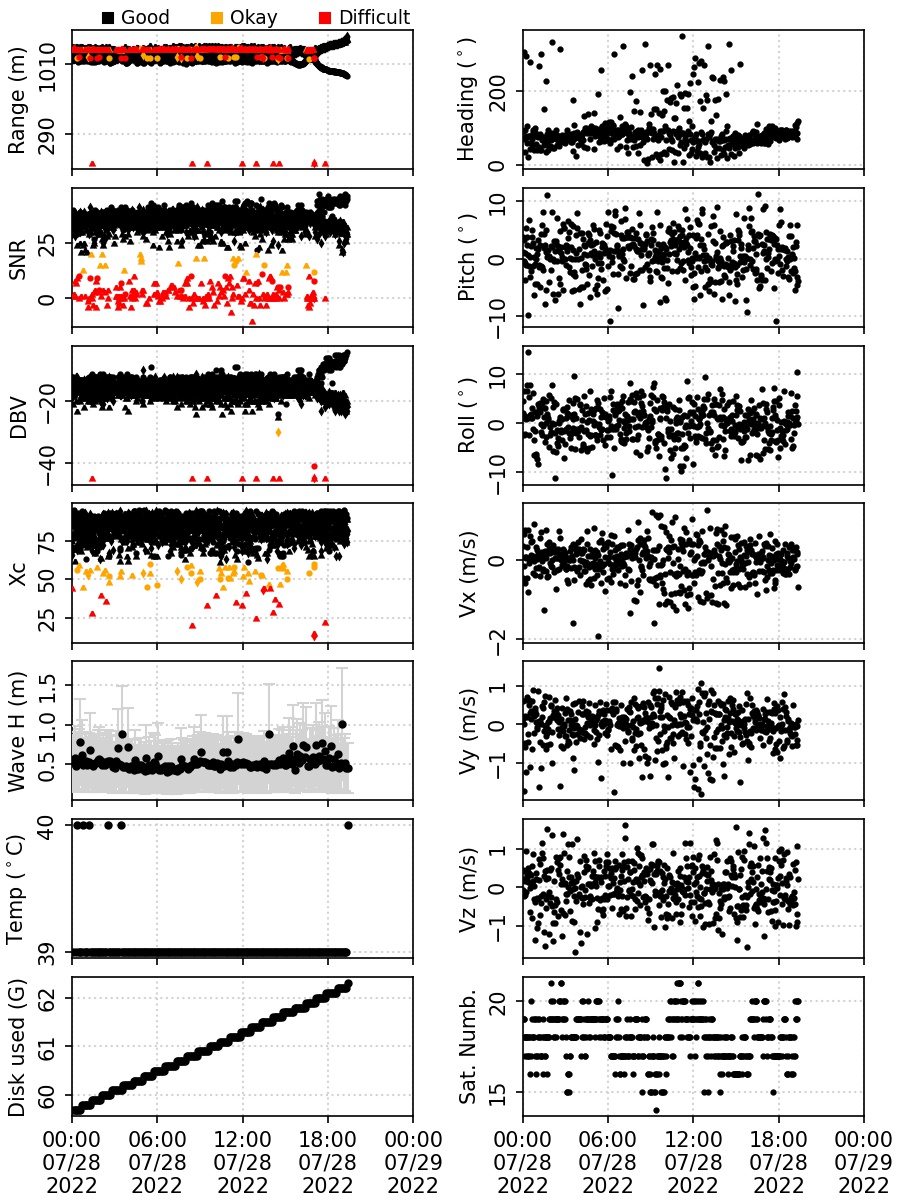 Good Okay Difficult
Range (m)
1010
290
Heading (°)
200
0
SNR
25
0
Pitch (°)
10
0
−10
DBV
−20
−40
Roll (°)
10
0
−10
Xc
75
50
25
Vx (m/s)
0
−2
Wave H (m)
1.5
1.0
0.5
Vy (m/s)
1
0
−1
Temp (°C)
40
39
Vz (m/s)
1
0
−1
Disk used (G)
62
61
60
Sat. Numb.
20
15
00:00 06:00 12:00 18:00 00:00
07/28 07/28 07/28 07/28 07/29
2022 2022 2022 2022 2022
00:00 06:00 12:00 18:00 00:00
07/28 07/28 07/28 07/28 07/29
2022 2022 2022 2022 2022